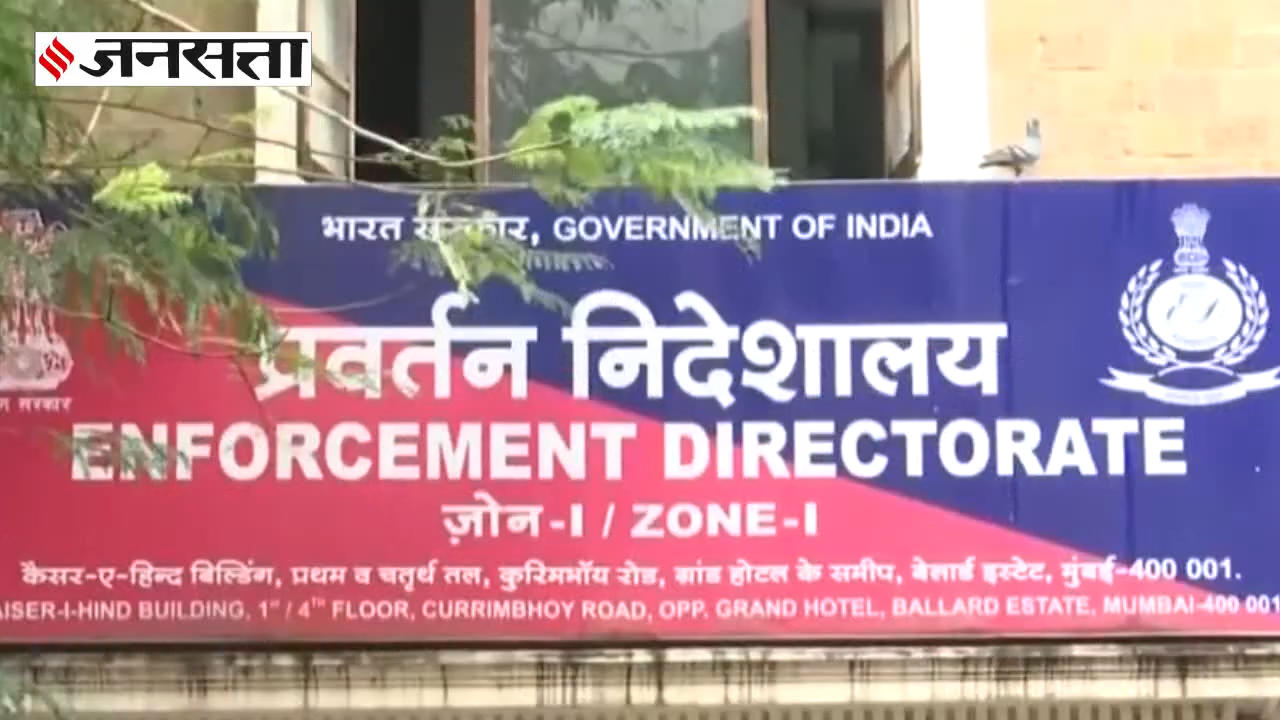 जनसत्ता
भारत सरकार, GOVERNMENT OF INDIA
प्रवर्तन निदेशालय
ENFORCEMENT DIRECTORATE
ज़ोन-I / ZONE-I
सरकार
कैसर-ए-हिन्द बिल्डिंग, प्रथम व चतुर्थ तल, कुरिमभॉय रोड, ग्रांड होटल के समीप, बेलार्ड इस्टेट, मुंबई-400 001.
AISER-I-HIND BUILDING, 1ST / 4TH FLOOR, CURRIMBHOY ROAD, OPP. GRAND HOTEL, BALLARD ESTATE, MUMBAI-400 001